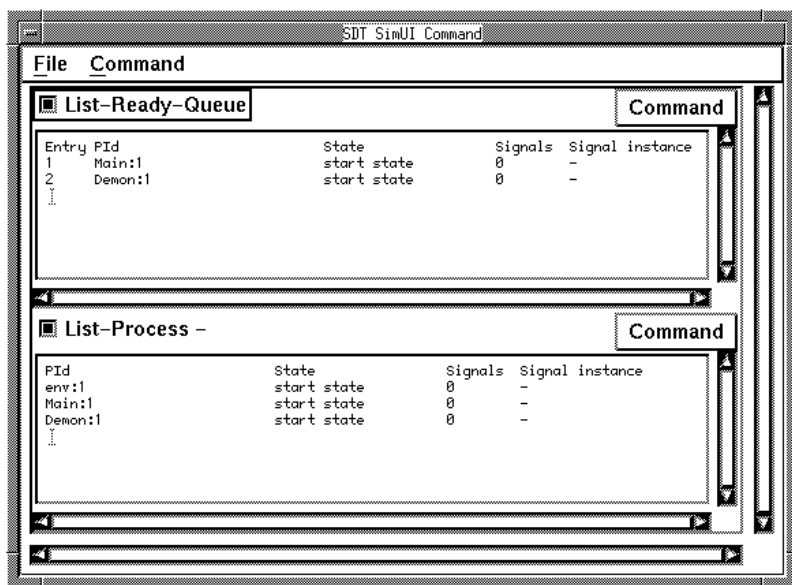 SDT SimUI Command
File Command
List-Ready-Queue Command
Entry PId State Signals Signal instance
1 Main:1 start state 0 -
2 Demon:1 start state 0 -
List-Process - Command
PId State Signals Signal instance
env:1 start state 0 -
Main:1 start state 0 -
Demon:1 start state 0 -